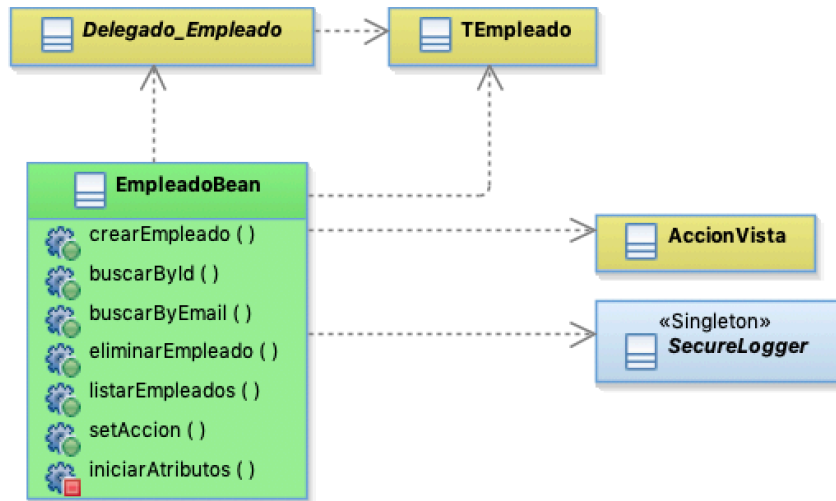 Delegado_Empleado
TEmpleado
EmpleadoBean
crearEmpleado ( )
buscarById ( )
buscarByEmail ( )
eliminarEmpleado ( )
listarEmpleados ( )
setAccion ( )
iniciarAtributos ( )
AccionVista
«Singleton»
SecureLogger